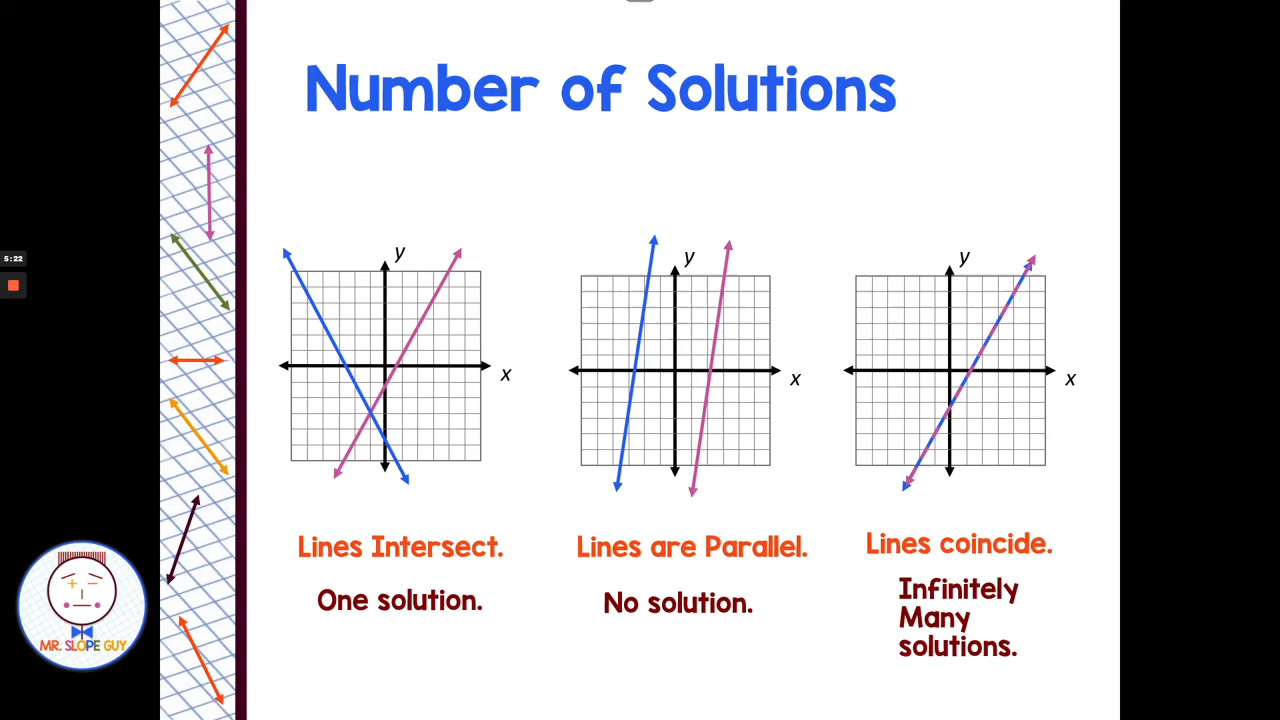 Number of Solutions
5:22
y
x
y
x
y
x
Lines Intersect.
One solution.
Lines are Parallel.
No solution.
Lines coincide.
Infinitely
Many
solutions.
MR. SLOPE GUY